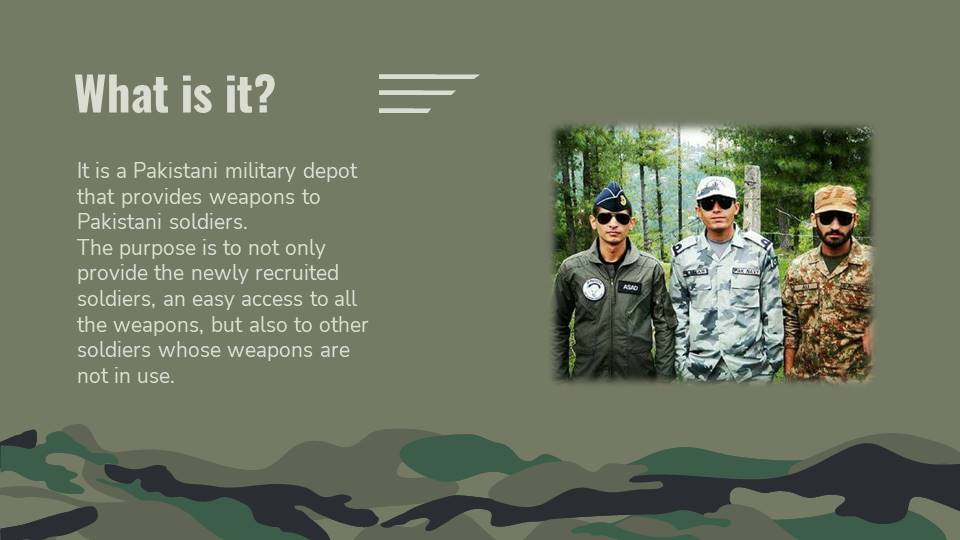 What is it?
It is a Pakistani military depot
that provides weapons to
Pakistani soldiers.
The purpose is to not only
provide the newly recruited
soldiers, an easy access to all
the weapons, but also to other
soldiers whose weapons are
not in use.
ASAD
PAK NAVY